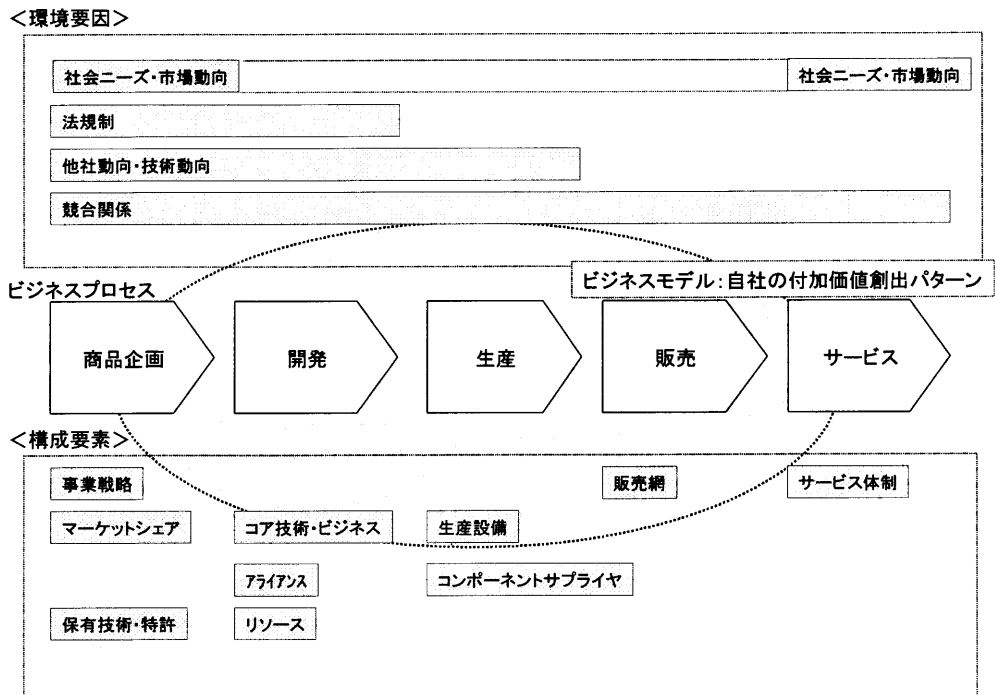 ＜環境要因＞
社会ニーズ・市場動向
社会ニーズ・市場動向
法規制
他社動向・技術動向
競合関係
ビジネスモデル：自社の付加価値創出パターン
ビジネスプロセス
商品企画
開発
生産
販売
サービス
＜構成要素＞
事業戦略
販売網
サービス体制
マーケットシェア
コア技術・ビジネス
生産設備
アライアンス
コンポーネントサプライヤ
保有技術・特許
リソース